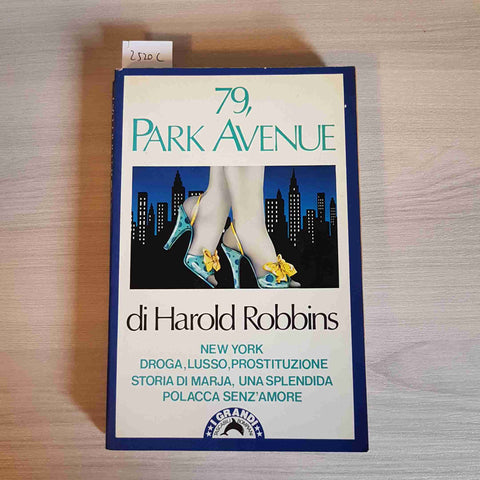 2520 C
79,
PARK AVENUE
di Harold Robbins
NEW YORK
DROGA, LUSSO, PROSTITUZIONE
STORIA DI MARJA, UNA SPLENDIDA
POLACCA SENZ'AMORE
I GRANDI